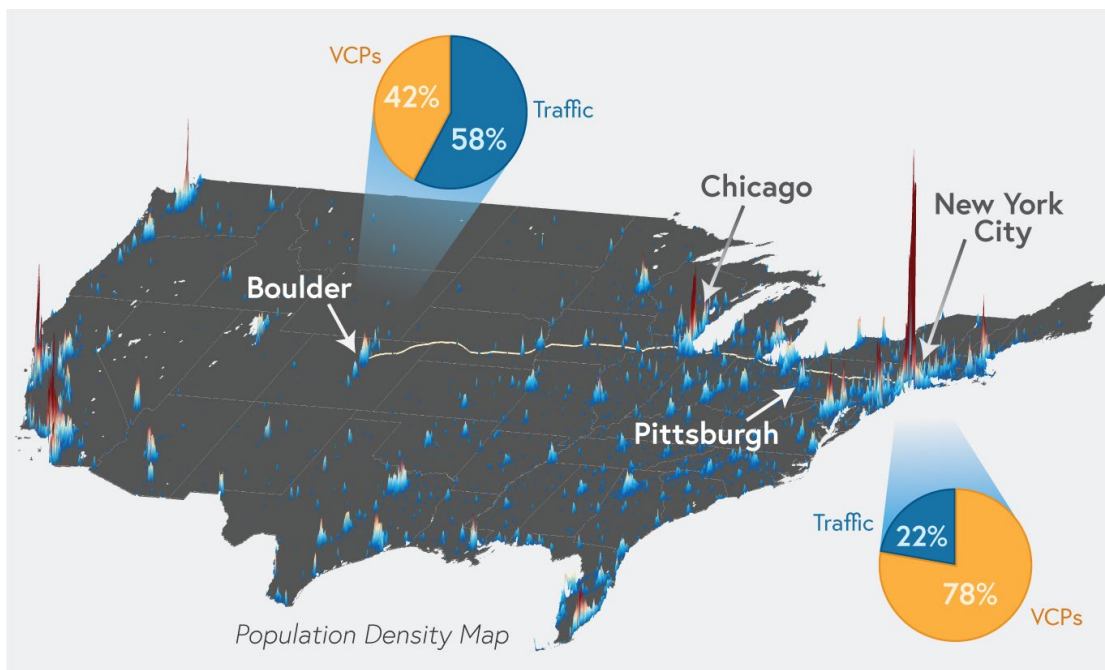 VCPs
42%
58%
Traffic
Chicago
New York
City
Boulder
Pittsburgh
Traffic
22%
78%
VCPs
Population Density Map